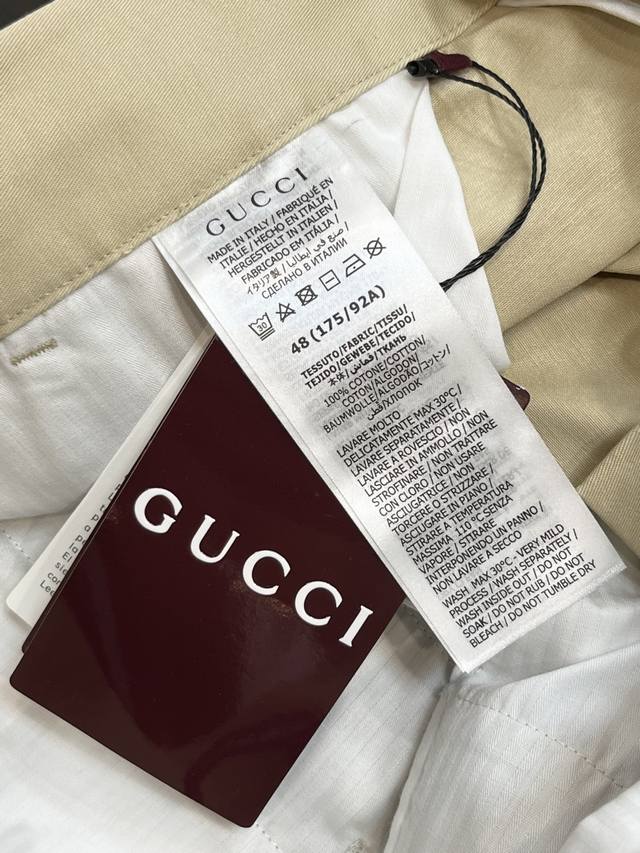 GUCCI
MADE IN ITALY / FABRIQUÉ EN
ITALIE / HECHO EN ITALIA /
HERGESTELLT IN ITALIEN /
FABRICADO EM ITÁLIA /
イタリア製 / صنع في إيطاليا /
СДЕЛАНО В ИТАЛИИ
30
48 (175/92A)
TESSUTO/FABRIC/TISSU/
TEJIDO/GEWEBE/TECIDO/
/قماش/ТКАНЬ
100% COTONE/COTTON/
COTON/ALGODON/
BAUMWOLLE/ALGODÃO/コットン/
قطن/ХЛОПОК
LAVARE MOLTO
DELICATAMENTE MAX 30°C /
LAVARE SEPARATAMENTE /
LAVARE A ROVESCIO / NON
LASCIARE IN AMMOLLO / NON
STROFINARE / NON TRATTARE
CON CLORO / NON USARE
ASCIUGATRICE / NON
TORCERE O STRIZZARE /
ASCIUGARE IN PIANO /
STIRARE A TEMPERATURA
MASSIMA 110°C SENZA
VAPORE / STIRARE
INTERPONENDO UN PANNO /
NON LAVARE A SECCO
WASH MAX 30°C - VERY MILD
PROCESS / WASH SEPARATELY /
WASH INSIDE OUT / DO NOT
SOAK / DO NOT RUB / DO NOT
BLEACH / DO NOT TUMBLE DRY
GUCCI